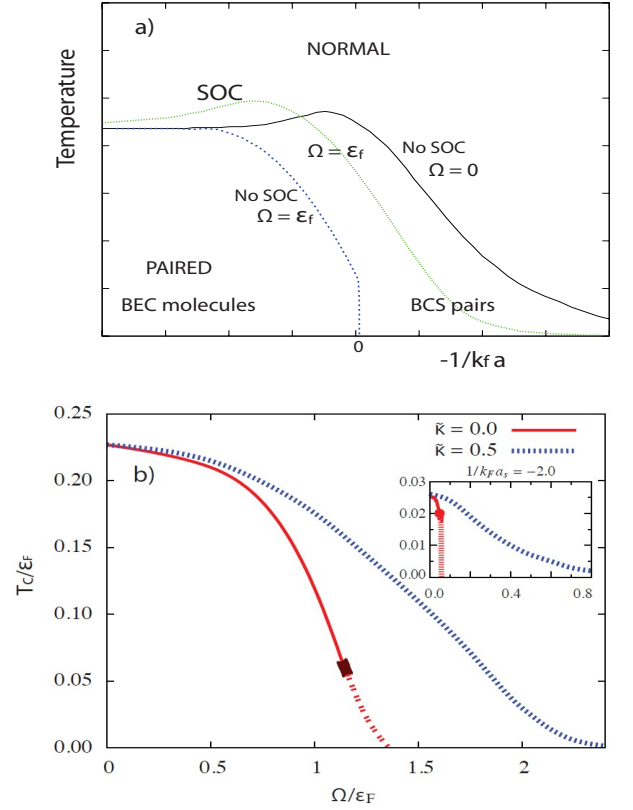 a)
NORMAL
SOC
No SOC
Ω = 0
Ω = εf
No SOC
Ω = εf
PAIRED
BEC molecules
BCS pairs
0
-1/kf a
Temperature
0.25
0.20
0.15
0.10
0.05
0.00
b)
κ̃ = 0.0
κ̃ = 0.5
1/kF as = −2.0
0.03
0.02
0.01
0.00
0.0
0.4
0.8
0
0.5
1
1.5
2
Ω/εF
Tc/εF